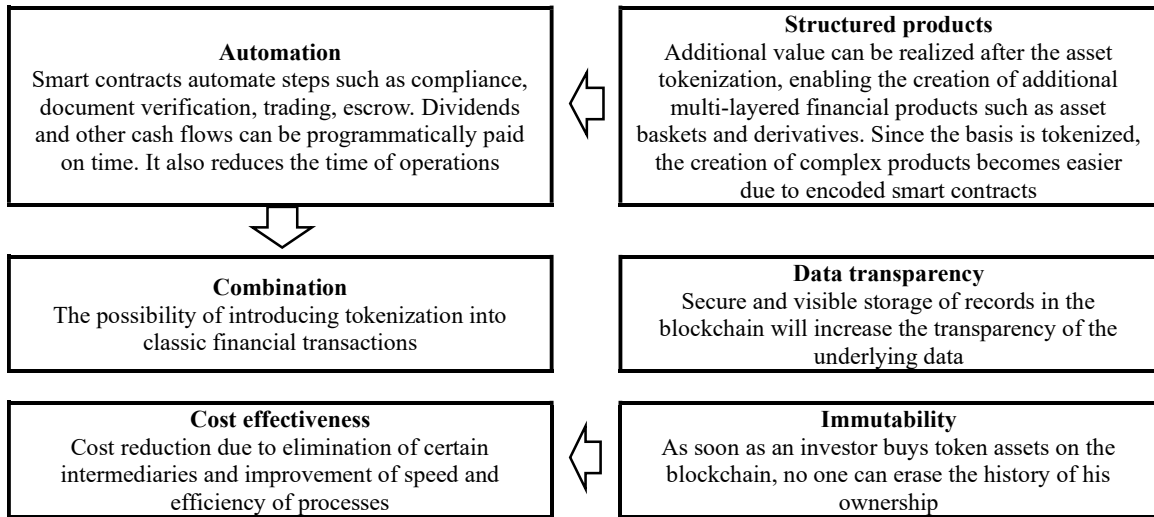 Automation
Smart contracts automate steps such as compliance,
document verification, trading, escrow. Dividends
and other cash flows can be programmatically paid
on time. It also reduces the time of operations
Structured products
Additional value can be realized after the asset
tokenization, enabling the creation of additional
multi-layered financial products such as asset
baskets and derivatives. Since the basis is tokenized,
the creation of complex products becomes easier
due to encoded smart contracts
Combination
The possibility of introducing tokenization into
classic financial transactions
Data transparency
Secure and visible storage of records in the
blockchain will increase the transparency of the
underlying data
Cost effectiveness
Cost reduction due to elimination of certain
intermediaries and improvement of speed and
efficiency of processes
Immutability
As soon as an investor buys token assets on the
blockchain, no one can erase the history of his
ownership